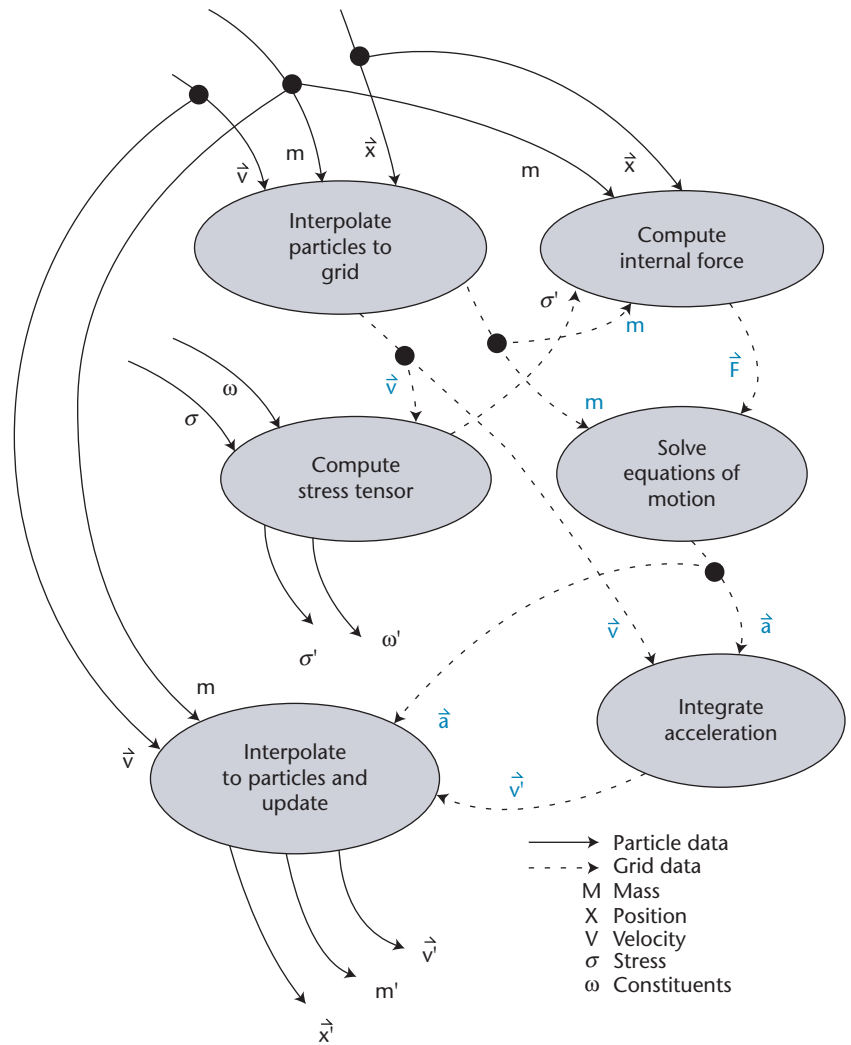 v⃗
m
x⃗
m
x⃗
Interpolate
particles to
grid
Compute
internal force
σ'
m
v⃗
F⃗
m
ω
σ
Compute
stress tensor
Solve
equations of
motion
σ'
ω'
v⃗
a⃗
m
a⃗
v⃗
Interpolate
to particles and
update
Integrate
acceleration
v⃗'
v⃗'
m'
x⃗'
Particle data
Grid data
M Mass
X Position
V Velocity
σ Stress
ω Constituents